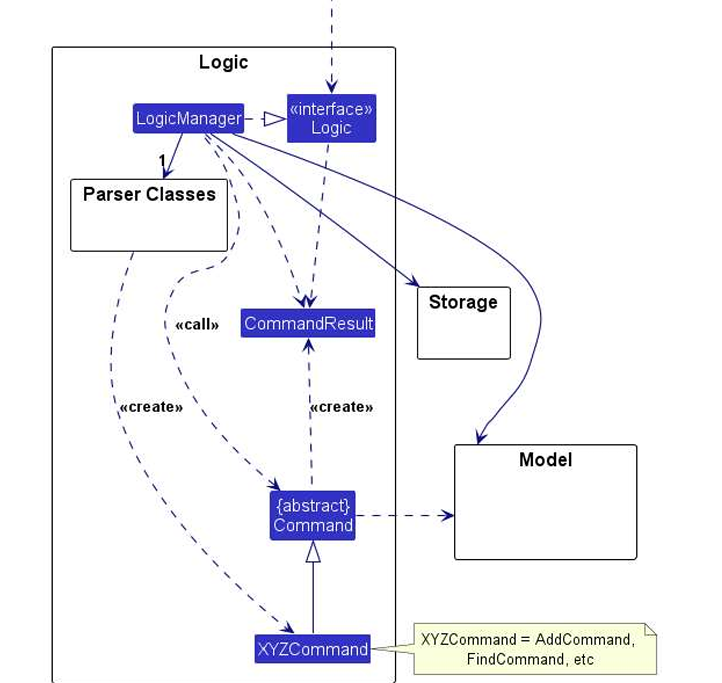 Logic
LogicManager
«interface»
Logic
1
Parser Classes
Storage
CommandResult
«call»
«create»
«create»
Model
{abstract}
Command
XYZCommand
XYZCommand = AddCommand,
FindCommand, etc